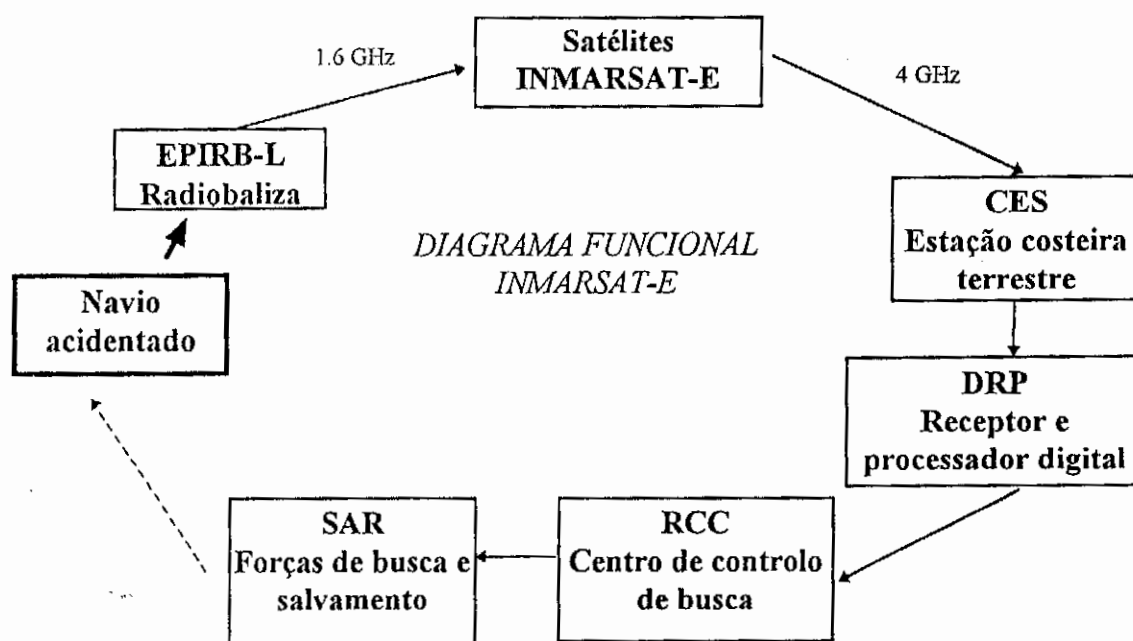 1.6 GHz
Satélites
INMARSAT-E
4 GHz
EPIRB-L
Radiobaliza
CES
Estação costeira
terrestre
DIAGRAMA FUNCIONAL
INMARSAT-E
Navio
acidentado
DRP
Receptor e
processador digital
SAR
Forças de busca e
salvamento
RCC
Centro de controlo
de busca